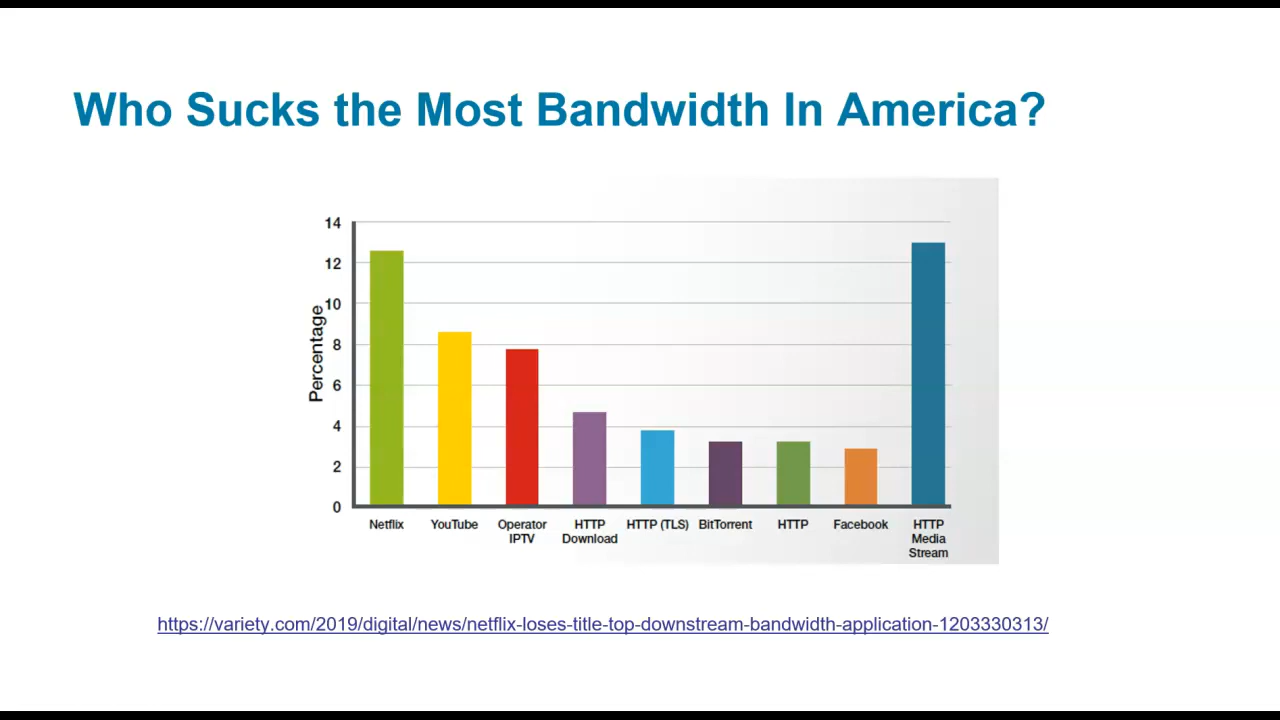 Who Sucks the Most Bandwidth In America?
Percentage
14
12
10
8
6
4
2
0
Netflix
YouTube
Operator
IPTV
HTTP
Download
HTTP (TLS)
BitTorrent
HTTP
Facebook
HTTP
Media
Stream
https://variety.com/2019/digital/news/netflix-loses-title-top-downstream-bandwidth-application-1203330313/